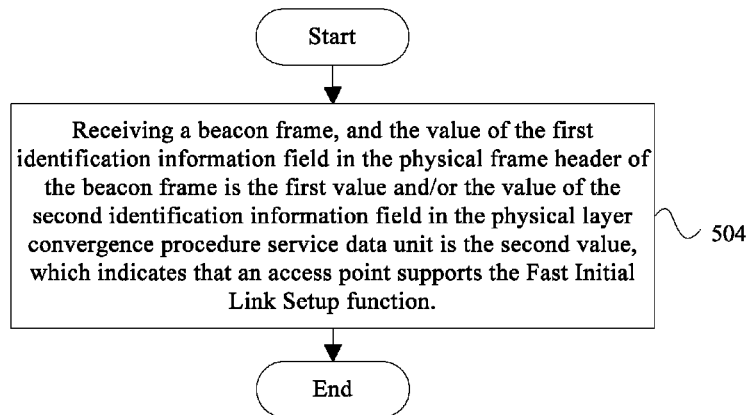 Start
Receiving a beacon frame, and the value of the first
identification information field in the physical frame header of
the beacon frame is the first value and/or the value of the
second identification information field in the physical layer
convergence procedure service data unit is the second value,
which indicates that an access point supports the Fast Initial
Link Setup function.
504
End